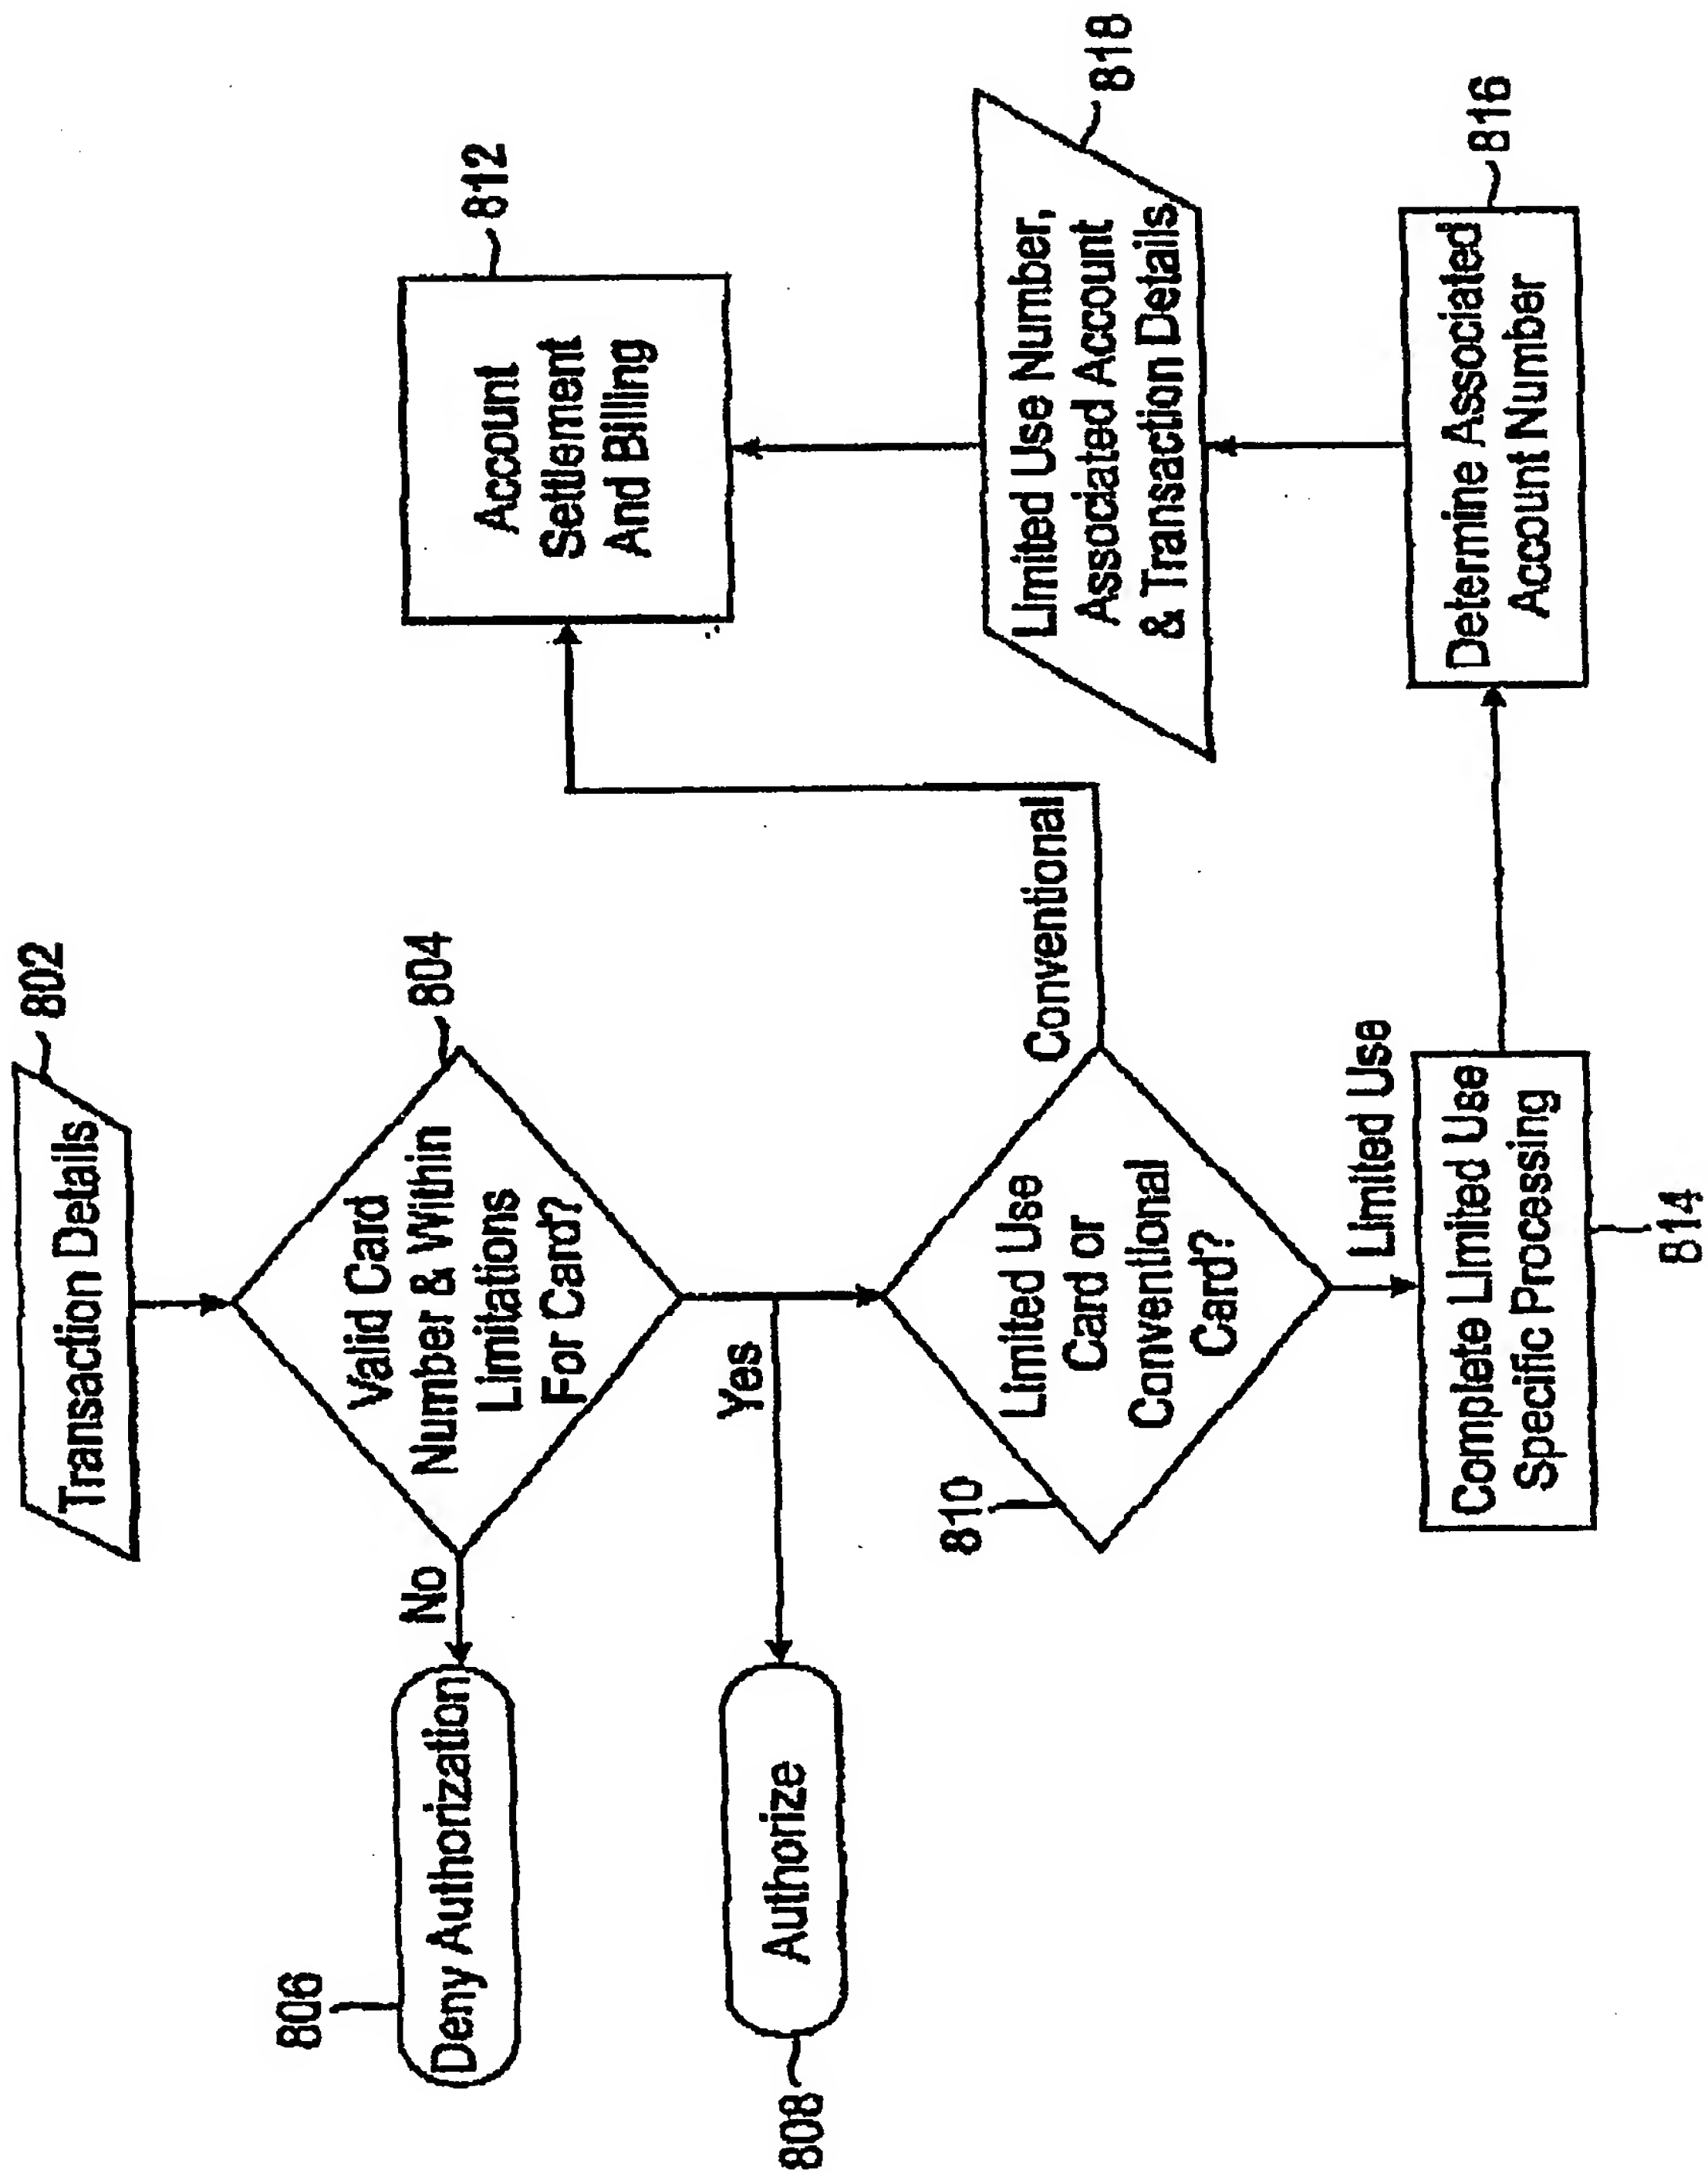 802
Transaction Details
804
Valid Card
Number & Within
Limitations
For Card?
No
806
Deny Authorization
Yes
808
Authorize
810
Limited Use
Card or
Conventional
Card?
Conventional
812
Account
Settlement
And Billing
Limited Use
814
Complete Limited Use
Specific Processing
816
Determine Associated
Account Number
818
Limited Use Number,
Associated Account
& Transaction Details